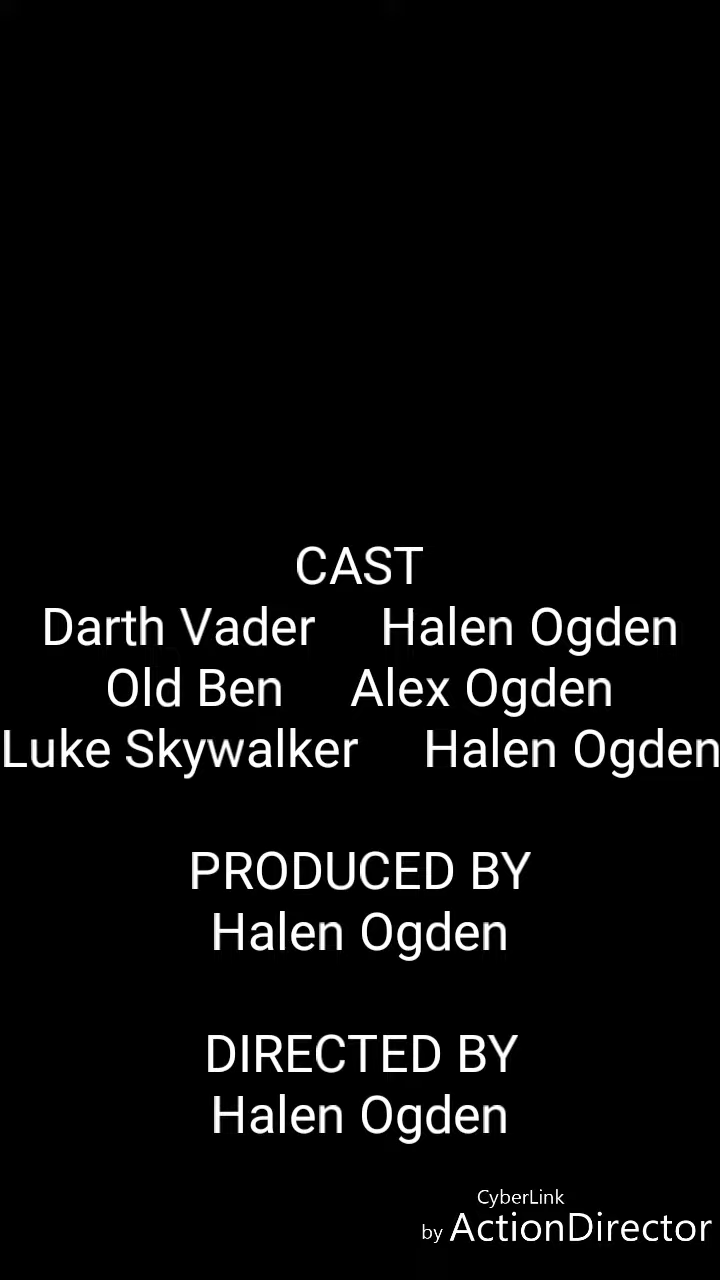 CAST
Darth Vader Halen Ogden
Old Ben Alex Ogden
Luke Skywalker Halen Ogden
PRODUCED BY
Halen Ogden
DIRECTED BY
Halen Ogden
CyberLink
by ActionDirector